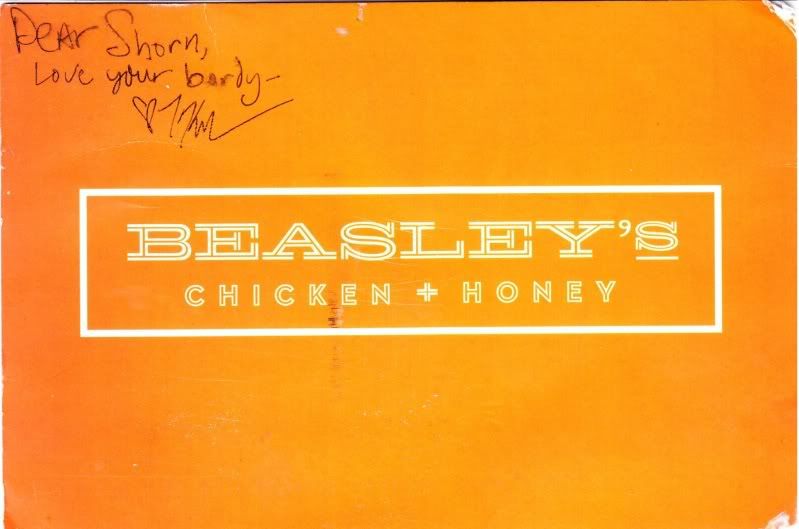 Dear Shorn,
Love your bardy-
BEASLEY'S
CHICKEN + HONEY